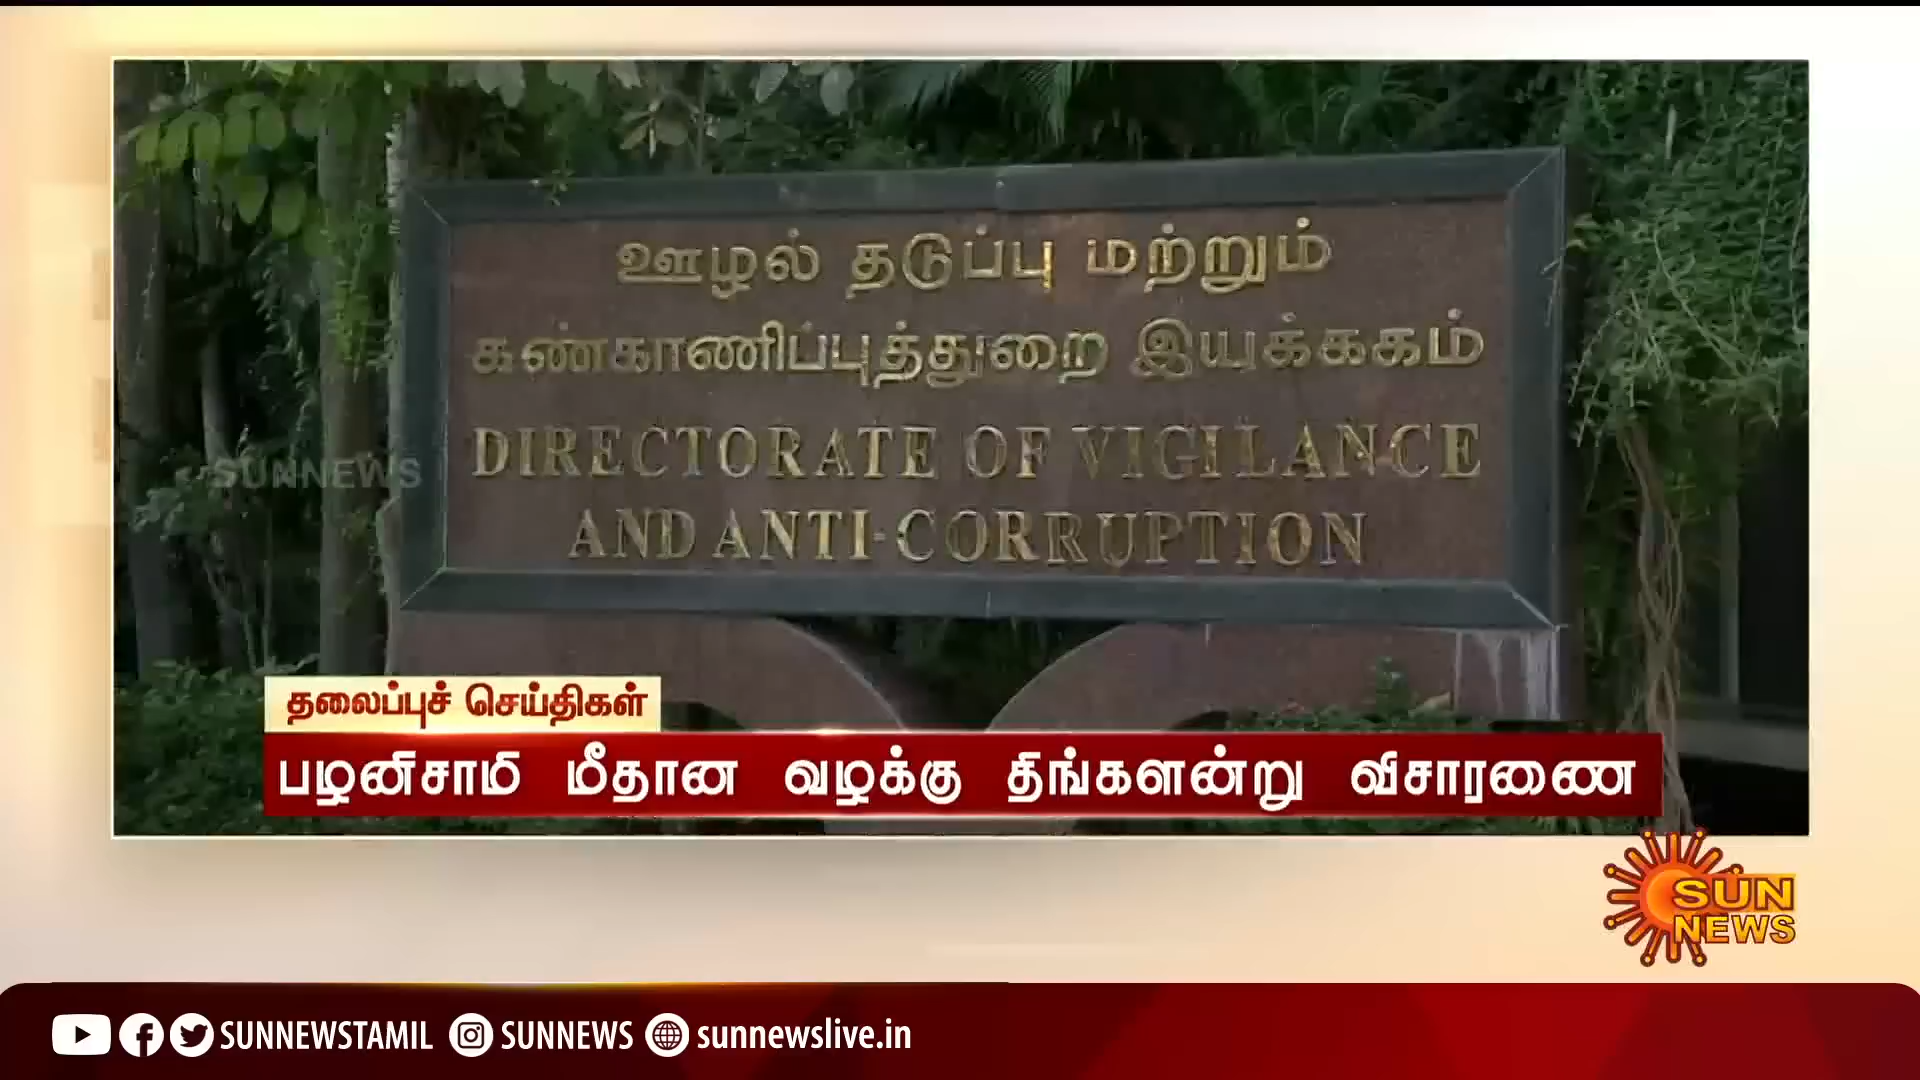 ஊழல் தடுப்பு மற்றும்
கண்காணிப்புத்துறை இயக்ககம்
DIRECTORATE OF VIGILANCE
AND ANTI-CORRUPTION
SUNNEWS
தலைப்புச் செய்திகள்
பழனிசாமி மீதான வழக்கு திங்களன்று விசாரணை
SUN
NEWS
SUNNEWSTAMIL SUNNEWS sunnewslive.in